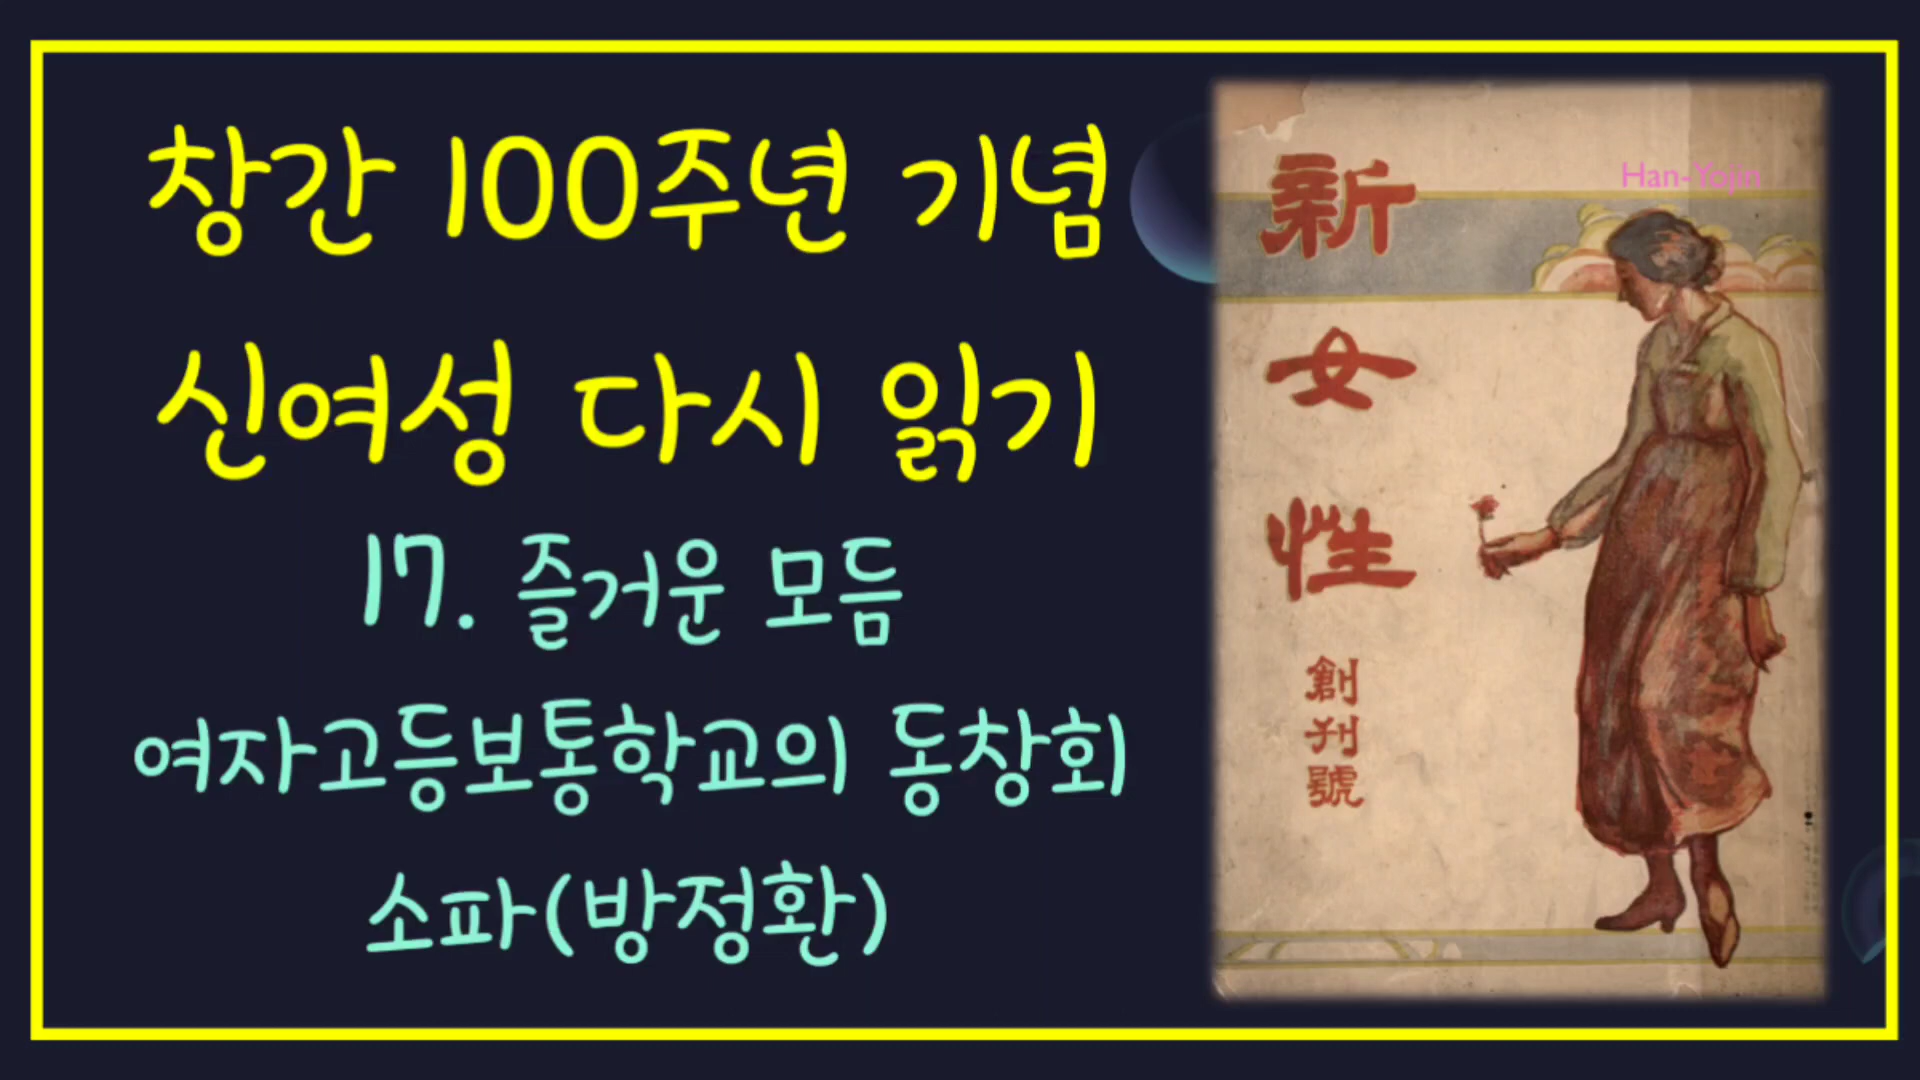 창간 100주년 기념
신여성 다시 읽기
17. 즐거운 모듬
여자고등보통학교의 동창회
소파(방정환)
Han-Yojin
新
女
性
創
刊
號